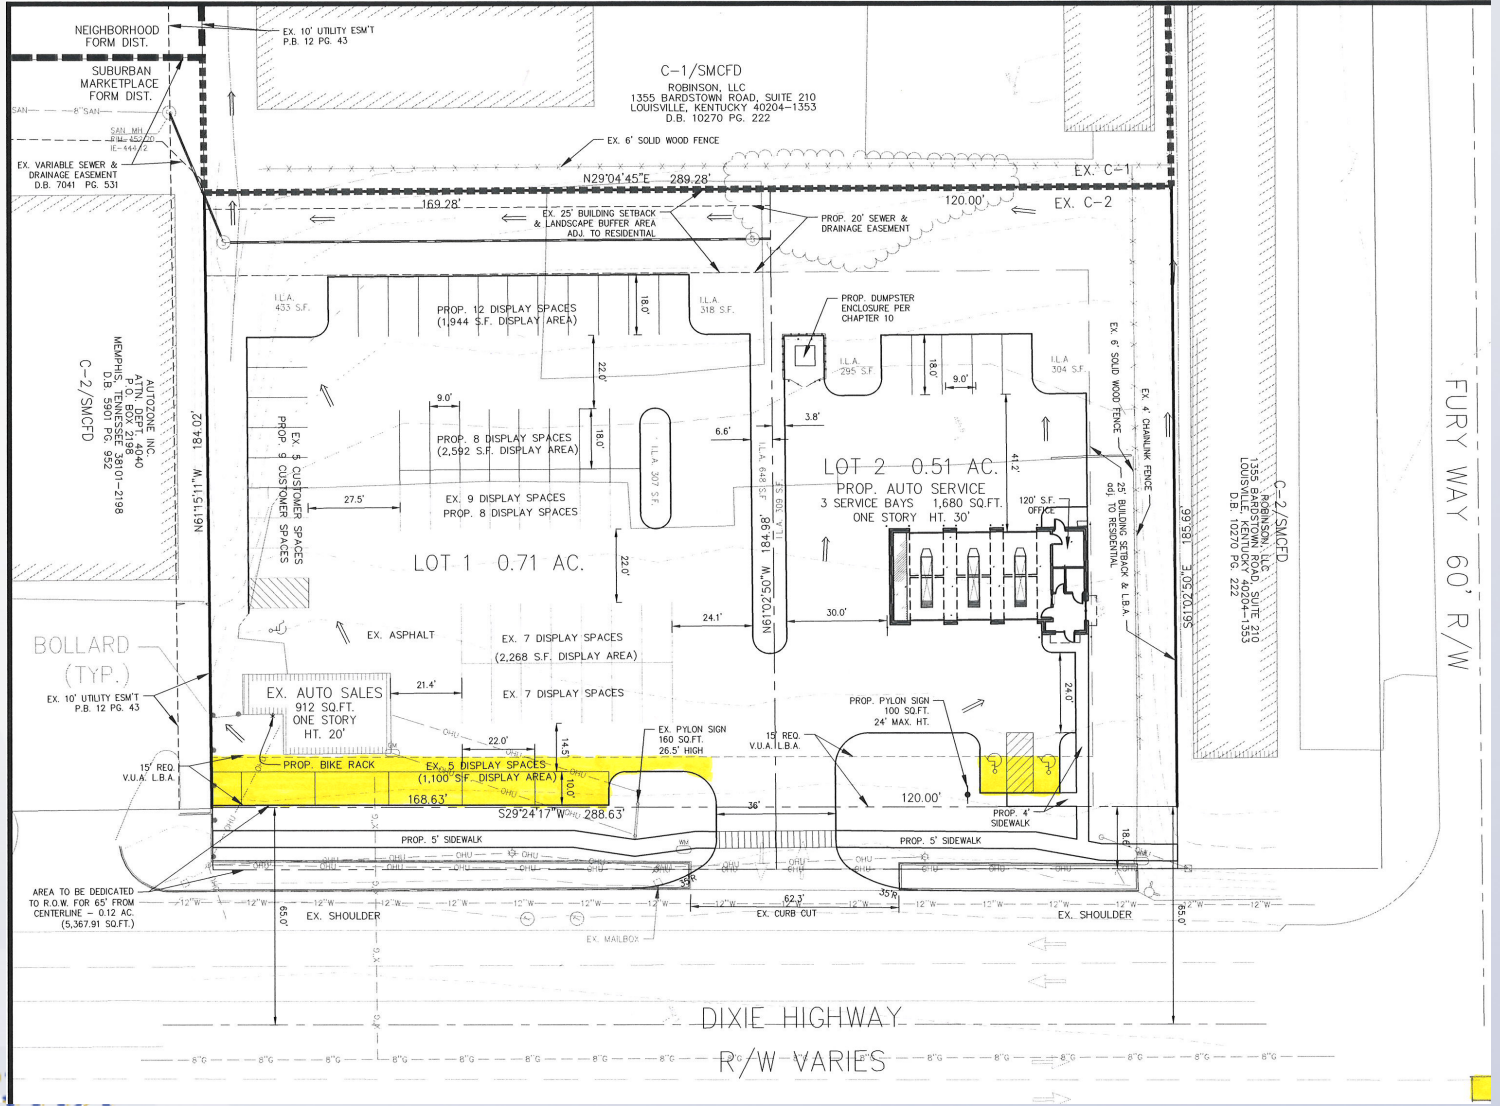 NEIGHBORHOOD
FORM DIST.
EX. 10' UTILITY ESM'T
P.B. 12 PG. 43
SUBURBAN
MARKETPLACE
FORM DIST.
SAN
8"SAN
SAN MH
C-1/SMCFD
ROBINSON, LLC
1355 BARDSTOWN ROAD, SUITE 210
LOUISVILLE, KENTUCKY 40204-1353
D.B. 10270 PG. 222
EX. 6' SOLID WOOD FENCE
EX. VARIABLE SEWER &
DRAINAGE EASEMENT
D.B. 7041 PG. 531
N29°04'45"E 289.28'
EX. C-1
EX. C-2
169.28'
120.00'
EX. 25' BUILDING SETBACK
& LANDSCAPE BUFFER AREA
ADJ. TO RESIDENTIAL
PROP. 20' SEWER &
DRAINAGE EASEMENT
I.L.A.
433 S.F.
PROP. 12 DISPLAY SPACES
(1,944 S.F. DISPLAY AREA)
18.0'
I.L.A.
318 S.F.
PROP. DUMPSTER
ENCLOSURE PER
CHAPTER 10
I.L.A.
295 S.F.
18.0'
9.0'
I.L.A
304 S.F.
EX. 6' SOLID WOOD FENCE
EX. 4' CHAINLINK FENCE
25' BUILDING SETBACK & L.B.A.
adj. TO RESIDENTIAL
AUTOZONE INC.
ATTN. DEPT. 4040
P.O. BOX 2198
MEMPHIS, TENNESSEE 38101-2198
D.B. 5901 PG. 952
C-2/SMCFD
N61°15'11"W 184.02'
22.0'
9.0'
PROP. 8 DISPLAY SPACES
(2,592 S.F. DISPLAY AREA)
18.0'
EX. 5 CUSTOMER SPACES
PROP. 9 CUSTOMER SPACES
27.5'
EX. 9 DISPLAY SPACES
PROP. 8 DISPLAY SPACES
I.L.A. 307 S.F.
6.6'
3.8'
I.L.A. 648 S.F.
I.L.A. 309 S.F.
N61°02'50"W 184.98'
LOT 2 0.51 AC.
PROP. AUTO SERVICE
3 SERVICE BAYS 1,680 SQ.FT.
ONE STORY HT. 30'
41.2'
120' S.F.
OFFICE
LOT 1 0.71 AC.
22.0'
24.1'
30.0'
S61°02'50"E 185.66'
C-2/SMCFD
ROBINSON, LLC
1355 BARDSTOWN ROAD, SUITE 210
LOUISVILLE, KENTUCKY 40204-1353
D.B. 10270 PG. 222
FURY WAY 60' R/W
BOLLARD
(TYP.)
EX. 10' UTILITY ESM'T
P.B. 12 PG. 43
EX. ASPHALT
EX. 7 DISPLAY SPACES
(2,268 S.F. DISPLAY AREA)
EX. 7 DISPLAY SPACES
EX. AUTO SALES
912 SQ.FT.
ONE STORY
HT. 20'
21.4'
24.0'
PROP. PYLON SIGN
100 SQ.FT.
24' MAX. HT.
EX. PYLON SIGN
160 SQ.FT.
26.5' HIGH
15' REQ.
V.U.A. L.B.A.
15' REQ.
V.U.A. L.B.A.
22.0'
14.5'
PROP. BIKE RACK
EX. 5 DISPLAY SPACES
(1,100 S.F. DISPLAY AREA)
10.0'
168.63'
S29°24'17"W 288.63'
36'
120.00'
PROP. 4'
SIDEWALK
PROP. 5' SIDEWALK
PROP. 5' SIDEWALK
18.6'
AREA TO BE DEDICATED
TO R.O.W. FOR 65' FROM
CENTERLINE - 0.12 AC.
(5,367.91 SQ.FT.)
65.0'
EX. SHOULDER
35'R
62.3'
EX. CURB CUT
35'R
EX. SHOULDER
65.0'
EX. MAILBOX
DIXIE HIGHWAY
R/W VARIES